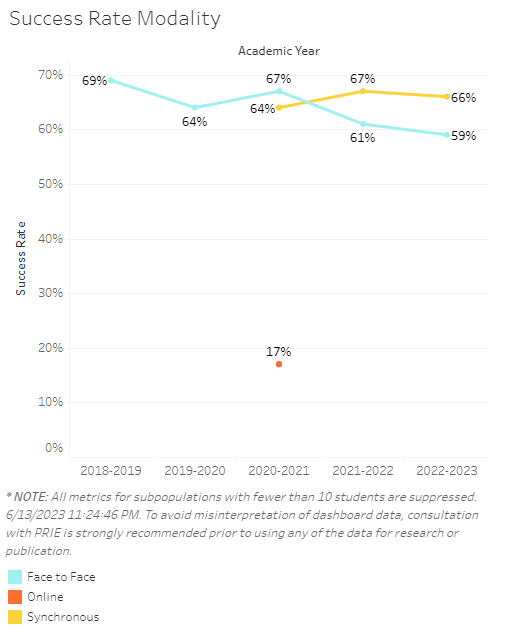 Success Rate Modality
Academic Year
70%
69%
67%
67%
64%
64%
66%
60%
61%
59%
50%
Success Rate
40%
30%
20%
17%
10%
0%
2018-2019 2019-2020 2020-2021 2021-2022 2022-2023
* NOTE: All metrics for subpopulations with fewer than 10 students are suppressed.
6/13/2023 11:24:46 PM. To avoid misinterpretation of dashboard data, consultation
with PRIE is strongly recommended prior to using any of the data for research or
publication.
Face to Face
Online
Synchronous